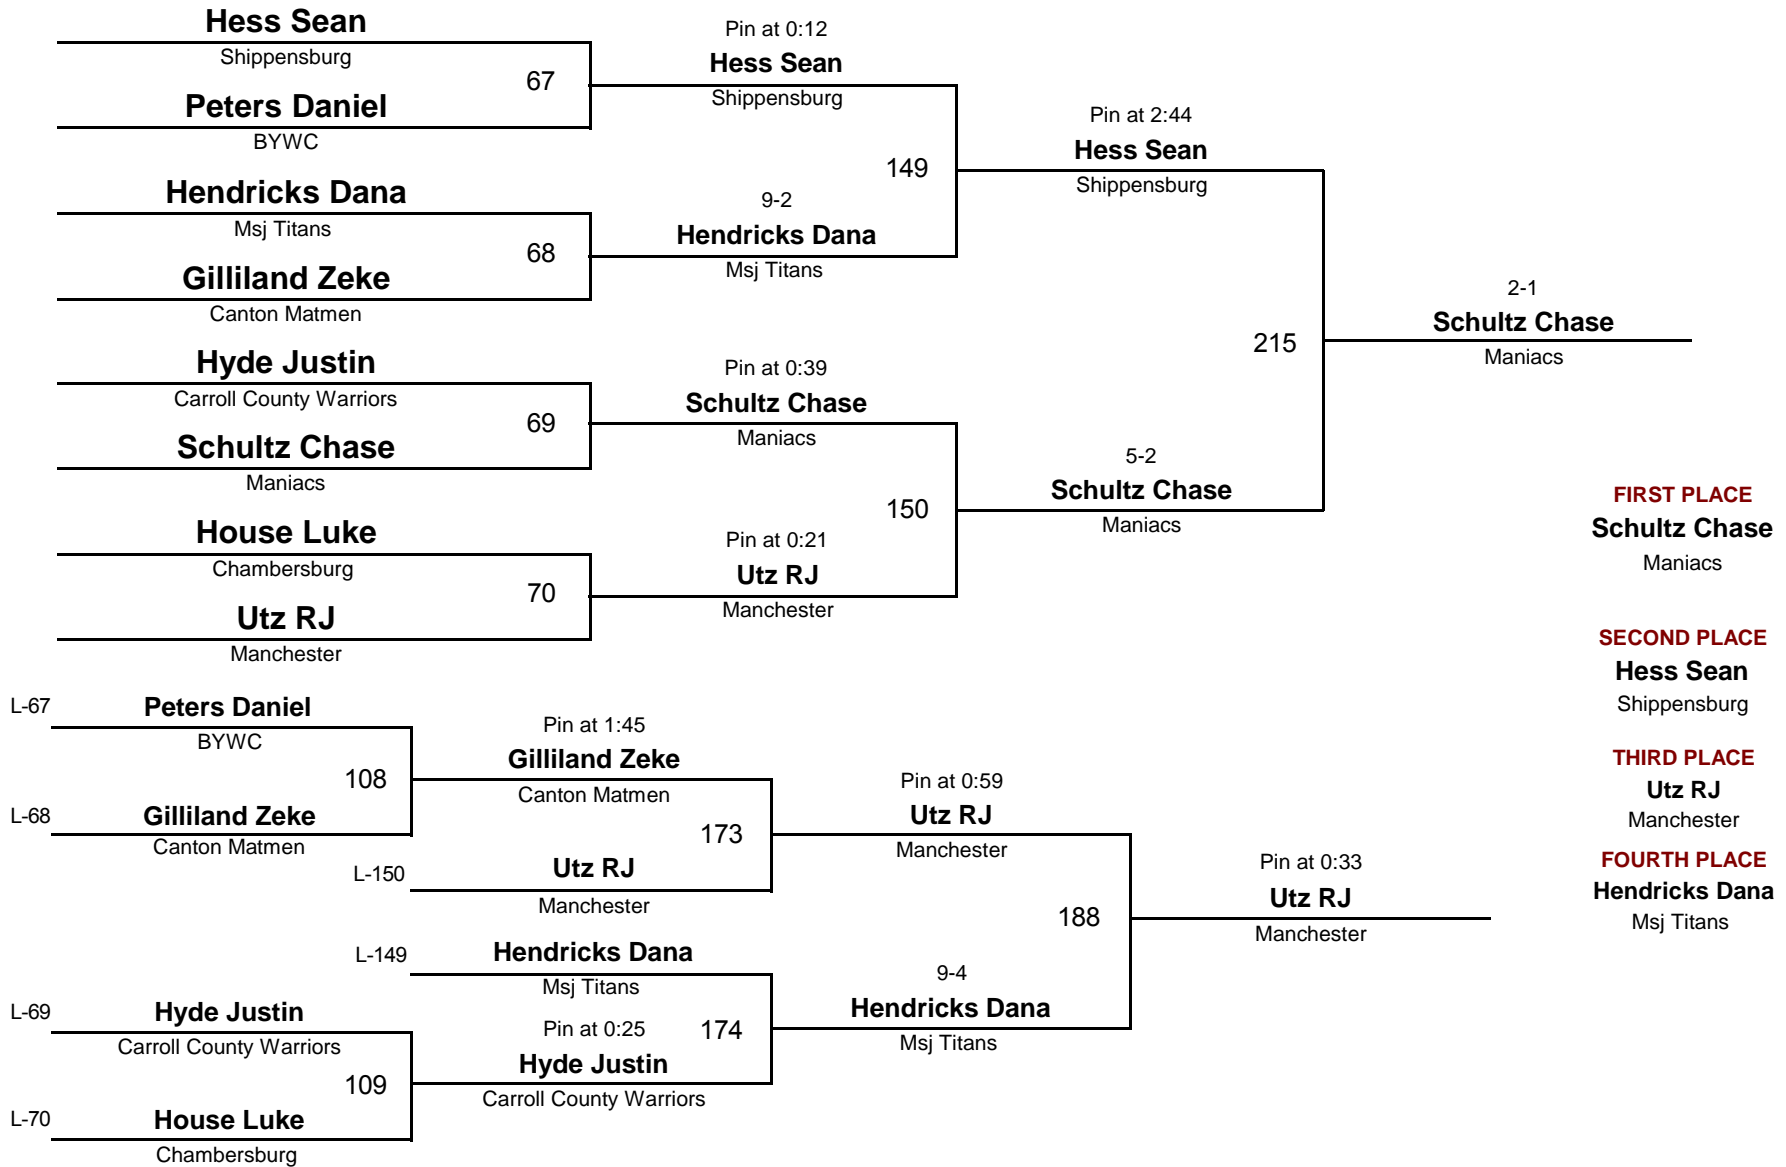 Hess Sean
Shippensburg
67
Peters Daniel
BYWC
Hendricks Dana
Msj Titans
68
Gilliland Zeke
Canton Matmen
Hyde Justin
Carroll County Warriors
69
Schultz Chase
Maniacs
House Luke
Chambersburg
70
Utz RJ
Manchester
Pin at 0:12
Hess Sean
Shippensburg
149
9-2
Hendricks Dana
Msj Titans
Pin at 0:39
Schultz Chase
Maniacs
150
Pin at 0:21
Utz RJ
Manchester
Pin at 2:44
Hess Sean
Shippensburg
215
5-2
Schultz Chase
Maniacs
2-1
Schultz Chase
Maniacs
FIRST PLACE
Schultz Chase
Maniacs
SECOND PLACE
Hess Sean
Shippensburg
THIRD PLACE
Utz RJ
Manchester
FOURTH PLACE
Hendricks Dana
Msj Titans
L-67
Peters Daniel
BYWC
108
L-68
Gilliland Zeke
Canton Matmen
Pin at 1:45
Gilliland Zeke
Canton Matmen
173
L-150
Utz RJ
Manchester
L-149
Hendricks Dana
Msj Titans
174
L-69
Hyde Justin
Carroll County Warriors
109
L-70
House Luke
Chambersburg
Pin at 0:25
Hyde Justin
Carroll County Warriors
Pin at 0:59
Utz RJ
Manchester
188
9-4
Hendricks Dana
Msj Titans
Pin at 0:33
Utz RJ
Manchester